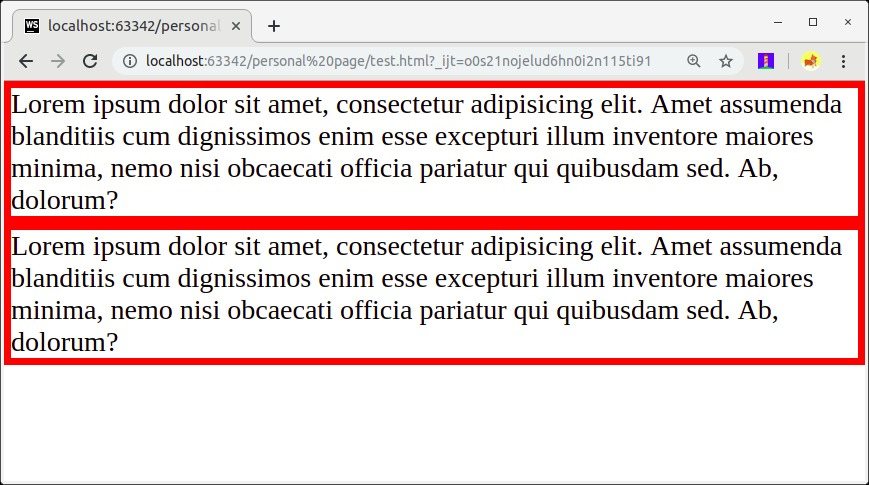 WS localhost:63342/personal
localhost:63342/personal%20page/test.html?_ijt=o0s21nojelud6hn0i2n115ti91
Lorem ipsum dolor sit amet, consectetur adipisicing elit. Amet assumenda
blanditiis cum dignissimos enim esse excepturi illum inventore maiores
minima, nemo nisi obcaecati officia pariatur qui quibusdam sed. Ab,
dolorum?
Lorem ipsum dolor sit amet, consectetur adipisicing elit. Amet assumenda
blanditiis cum dignissimos enim esse excepturi illum inventore maiores
minima, nemo nisi obcaecati officia pariatur qui quibusdam sed. Ab,
dolorum?